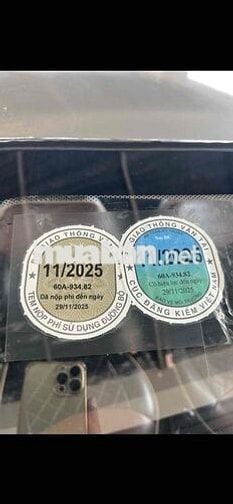 GIAO THÔNG V
11/2025
60A-934.82
Đã nộp phí đến ngày
29/11/2025
TEM NỘP PHÍ SỬ DỤNG ĐƯỜNG BỘ
GIAO THÔNG VẬN TẢI
60A-934.82
Có hiệu lực đến ngày
29/11/2025
CỤC ĐĂNG KIỂM VIỆT NAM
muaban.net